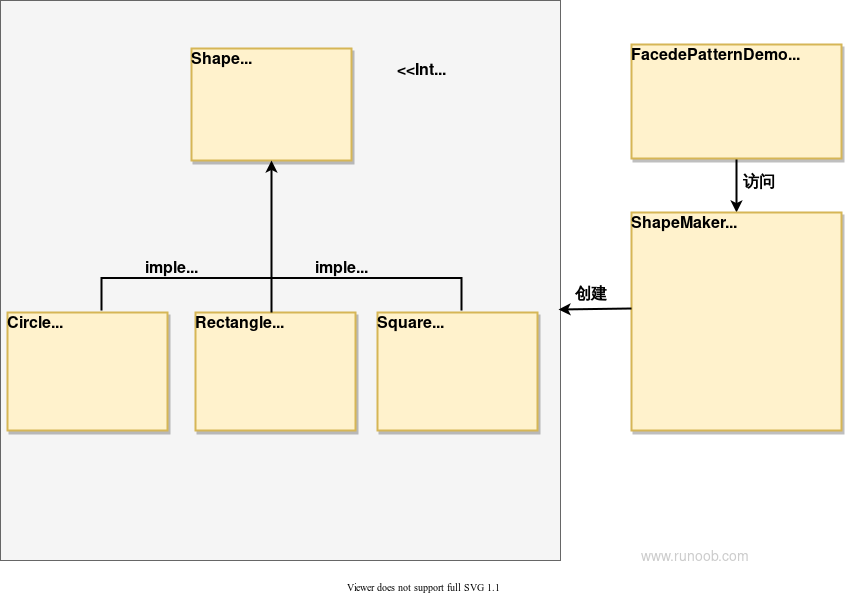 Shape...
<<Int...
FacedePatternDemo...
访问
ShapeMaker...
imple...
imple...
创建
Circle...
Rectangle...
Square...
www.runoob.com
Viewer does not support full SVG 1.1